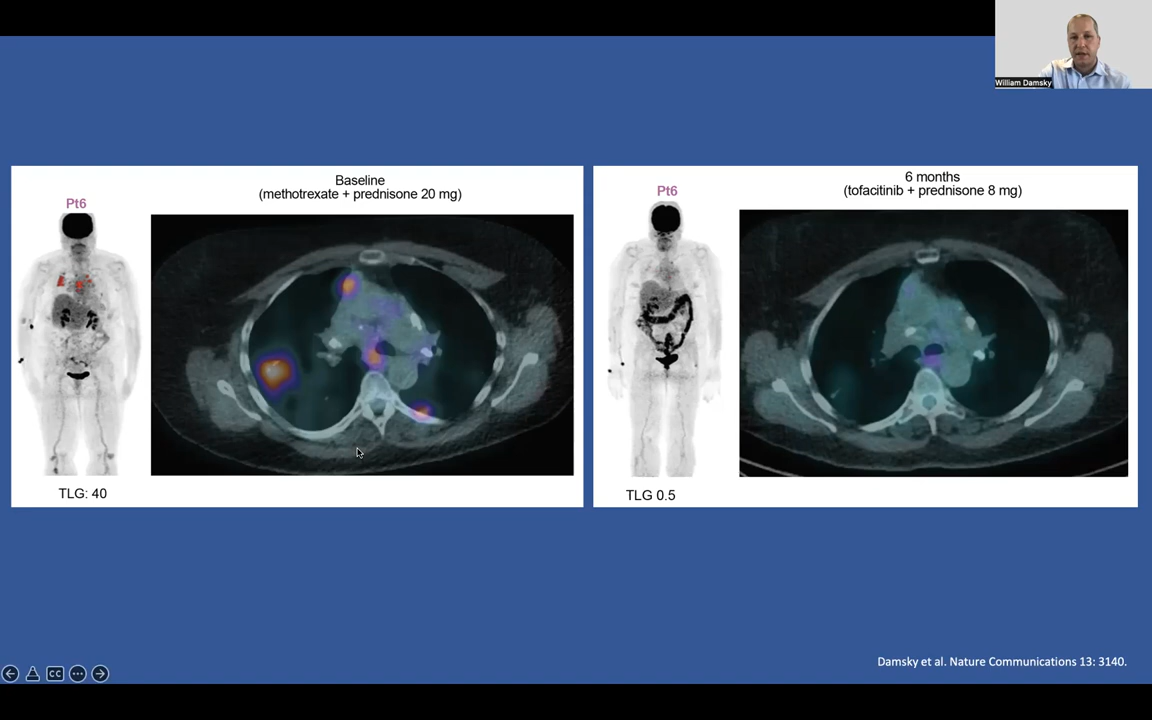 William Damsky
Pt6
Baseline
(methotrexate + prednisone 20 mg)
TLG: 40
Pt6
6 months
(tofacitinib + prednisone 8 mg)
TLG 0.5
Damsky et al. Nature Communications 13: 3140.
CC